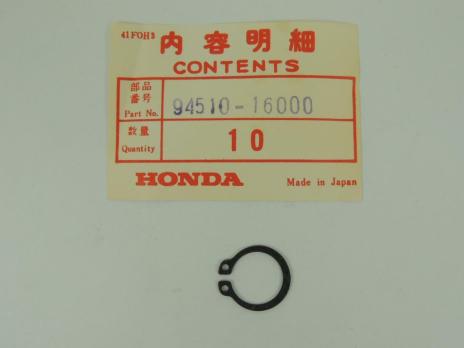 41FOH3
内容明細
CONTENTS
部品
番号
Part No.
94510-16000
数量
Quantity
10
HONDA
Made in Japan